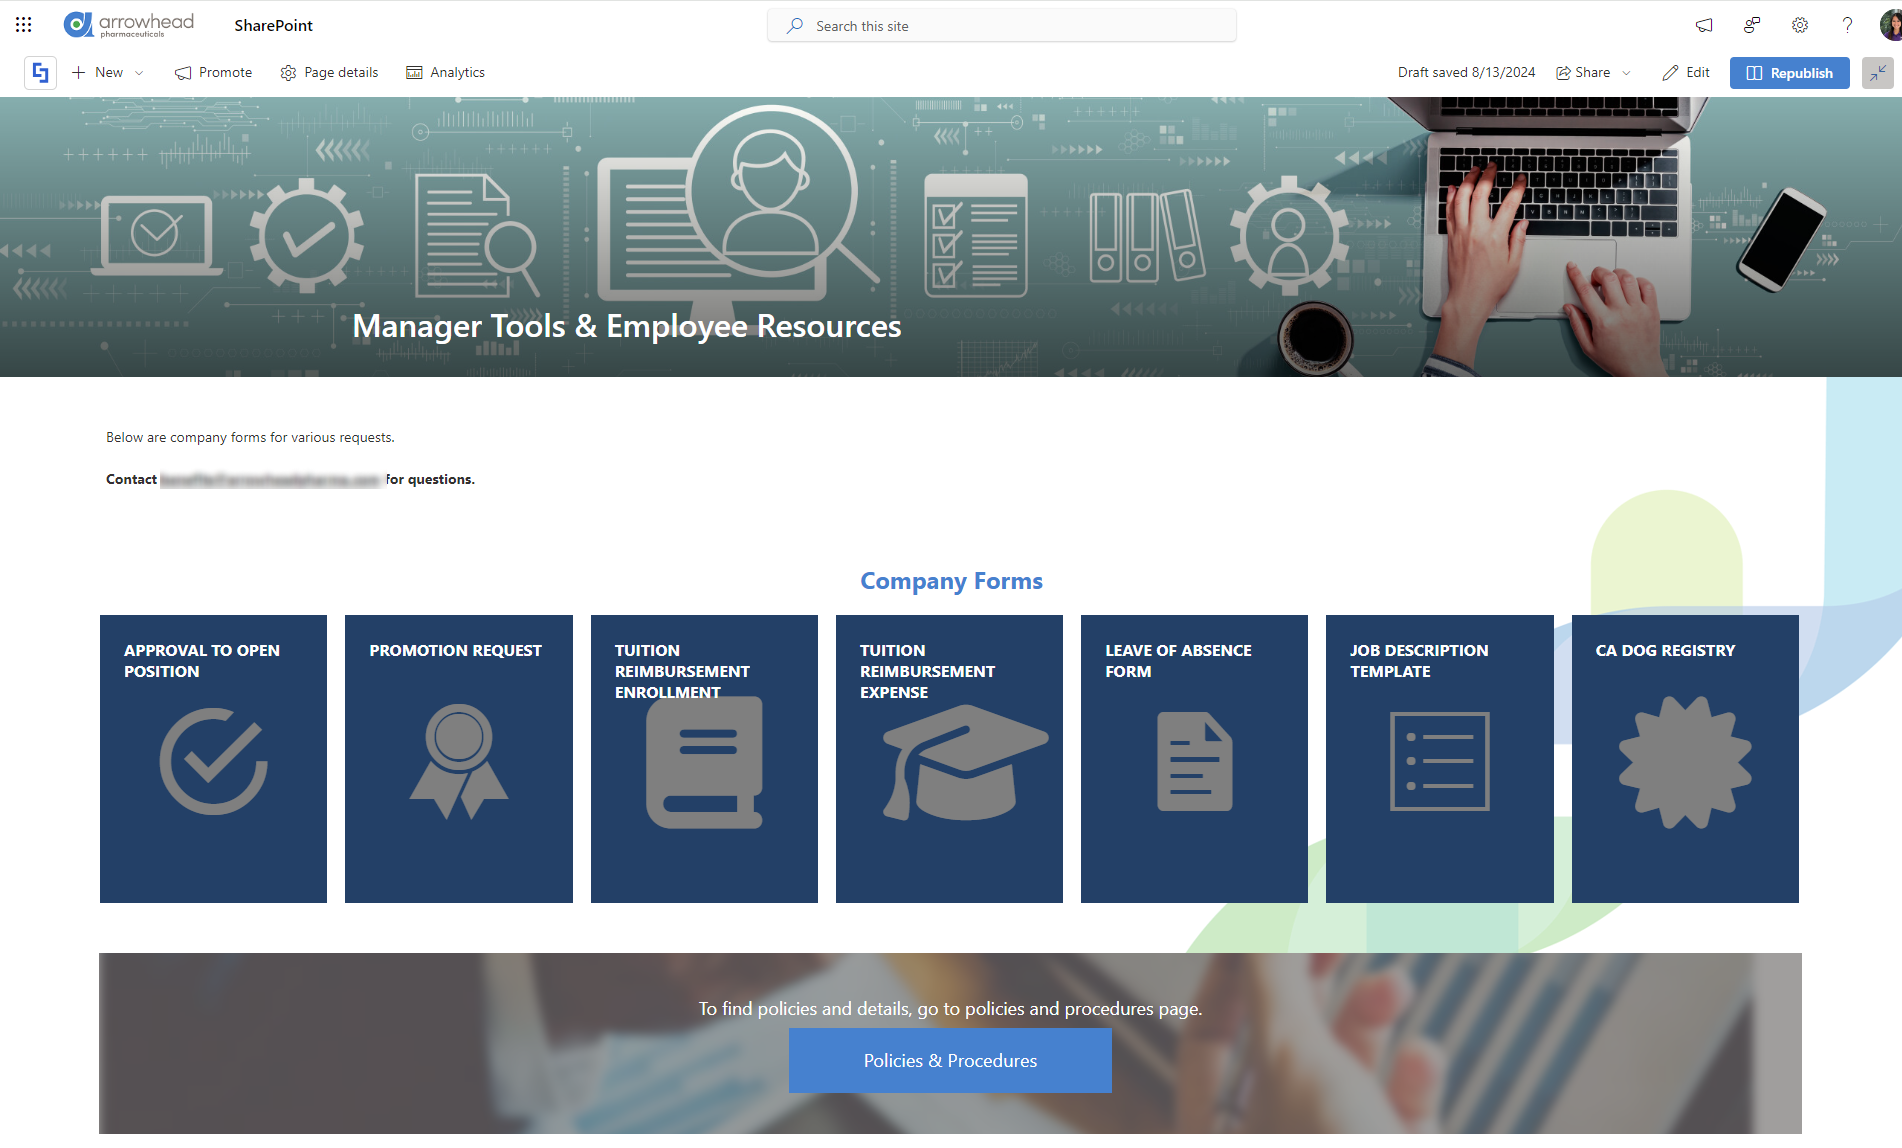 arrowhead
pharmaceuticals
SharePoint
Search this site
New
Promote
Page details
Analytics
Draft saved 8/13/2024
Share
Edit
Republish
Manager Tools & Employee Resources
Below are company forms for various requests.
Contact
for questions.
Company Forms
APPROVAL TO OPEN
POSITION
PROMOTION REQUEST
TUITION
REIMBURSEMENT
ENROLLMENT
TUITION
REIMBURSEMENT
EXPENSE
LEAVE OF ABSENCE
FORM
JOB DESCRIPTION
TEMPLATE
CA DOG REGISTRY
To find policies and details, go to policies and procedures page.
Policies & Procedures